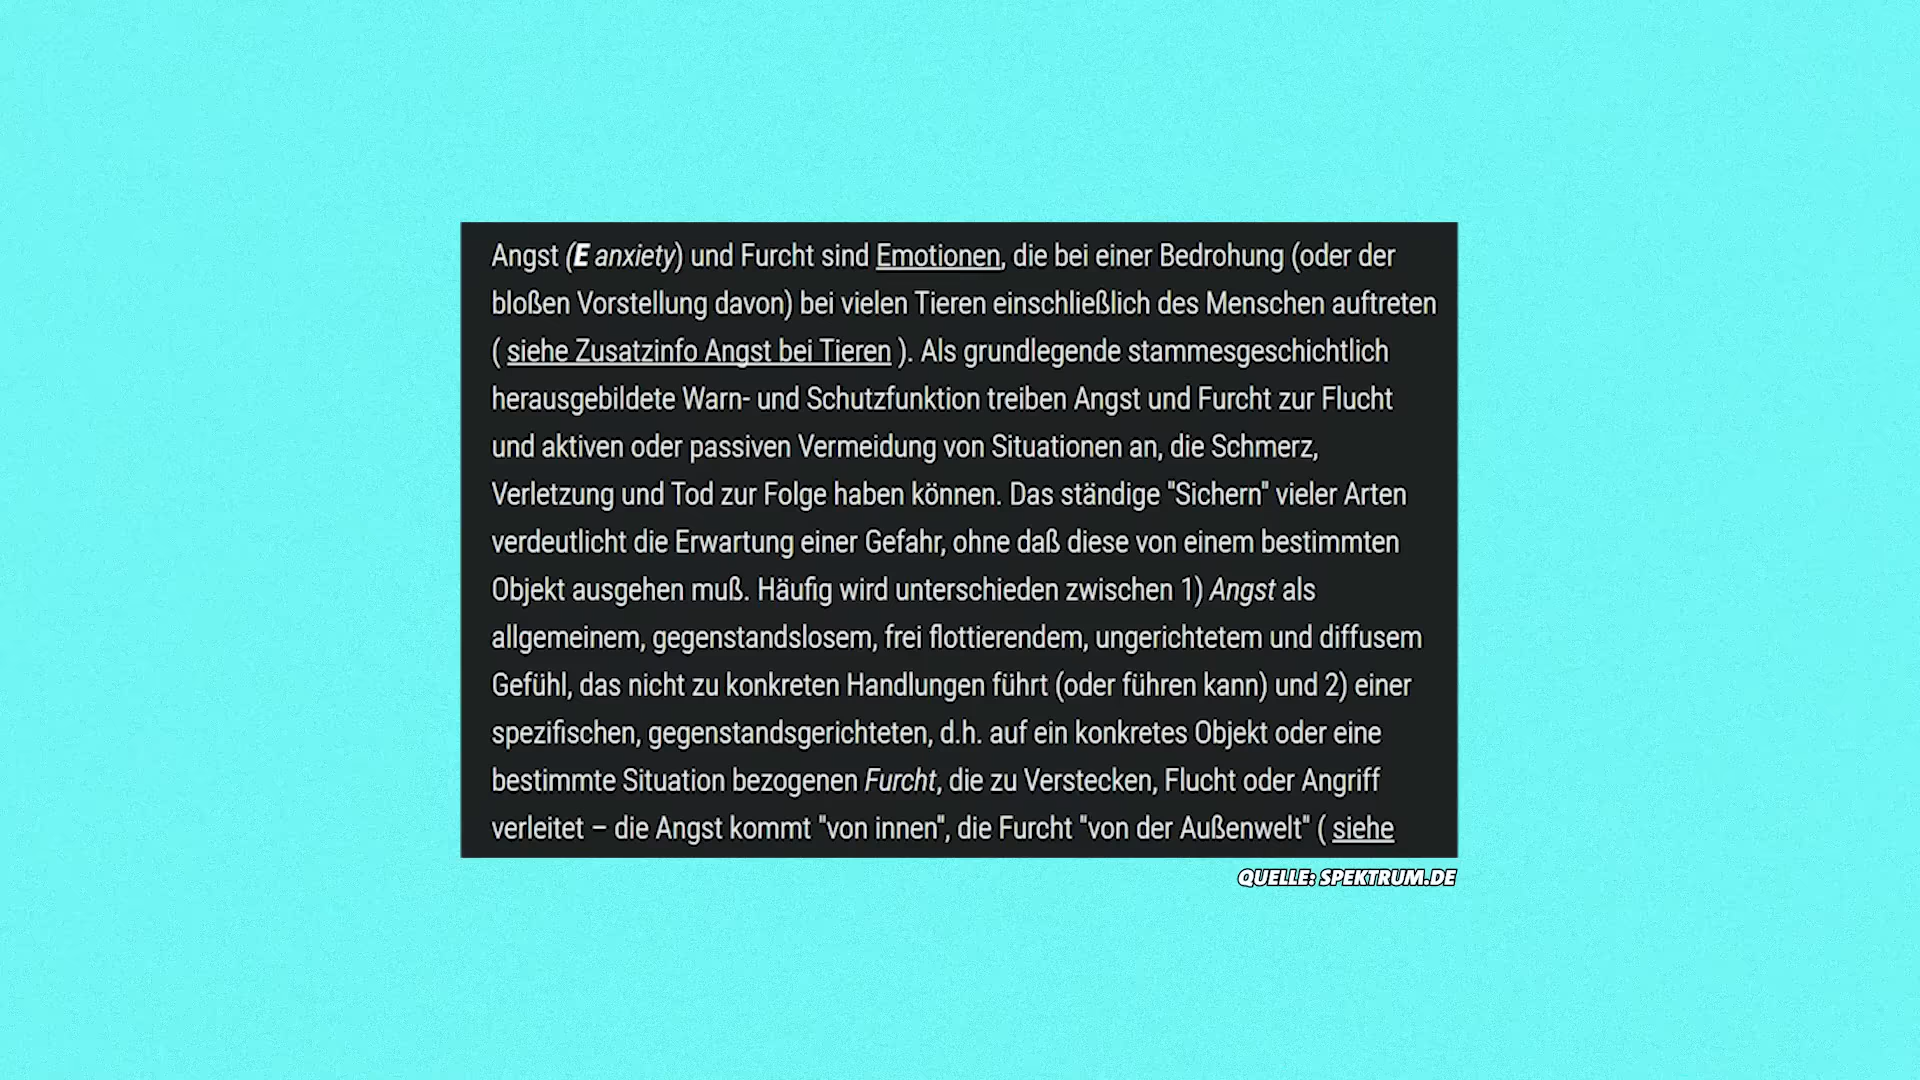 Angst (E anxiety) und Furcht sind Emotionen, die bei einer Bedrohung (oder der
bloßen Vorstellung davon) bei vielen Tieren einschließlich des Menschen auftreten
( siehe Zusatzinfo Angst bei Tieren ). Als grundlegende stammesgeschichtlich
herausgebildete Warn- und Schutzfunktion treiben Angst und Furcht zur Flucht
und aktiven oder passiven Vermeidung von Situationen an, die Schmerz,
Verletzung und Tod zur Folge haben können. Das ständige "Sichern" vieler Arten
verdeutlicht die Erwartung einer Gefahr, ohne daß diese von einem bestimmten
Objekt ausgehen muß. Häufig wird unterschieden zwischen 1) Angst als
allgemeinem, gegenstandslosem, frei flottierendem, ungerichtetem und diffusem
Gefühl, das nicht zu konkreten Handlungen führt (oder führen kann) und 2) einer
spezifischen, gegenstandsgerichteten, d.h. auf ein konkretes Objekt oder eine
bestimmte Situation bezogenen Furcht, die zu Verstecken, Flucht oder Angriff
verleitet – die Angst kommt "von innen", die Furcht "von der Außenwelt" ( siehe
QUELLE: SPEKTRUM.DE